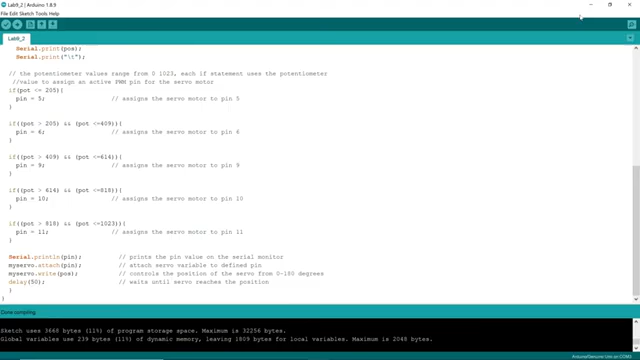 Lab9_2 | Arduino 1.8.9
File Edit Sketch Tools Help
Lab9_2
Serial.print(pos);
Serial.print("\t");
// the potentiometer values range from 0 1023, each if statement uses the potentiometer
//value to assign an active PWM pin for the servo motor
if(pot <= 205){
pin = 5; // assigns the servo motor to pin 5
}
if((pot > 205) && (pot <=409)){
pin = 6; // assigns the servo motor to pin 6
}
if((pot > 409) && (pot <=614)){
pin = 9; // assigns the servo motor to pin 9
}
if((pot > 614) && (pot <=818)){
pin = 10; // assigns the servo motor to pin 10
}
if((pot > 818) && (pot <=1023)){
pin = 11; // assigns the servo motor to pin 11
}
Serial.println(pin); // prints the pin value on the serial monitor
myservo.attach(pin); // attach servo variable to defined pin
myservo.write(pos); // controls the position of the servo from 0-180 degrees
delay(50); // waits until servo reaches the position
}
}
Done compiling.
Sketch uses 3668 bytes (11%) of program storage space. Maximum is 32256 bytes.
Global variables use 239 bytes (11%) of dynamic memory, leaving 1809 bytes for local variables. Maximum is 2048 bytes.
Arduino/Genuino Uno on COM3